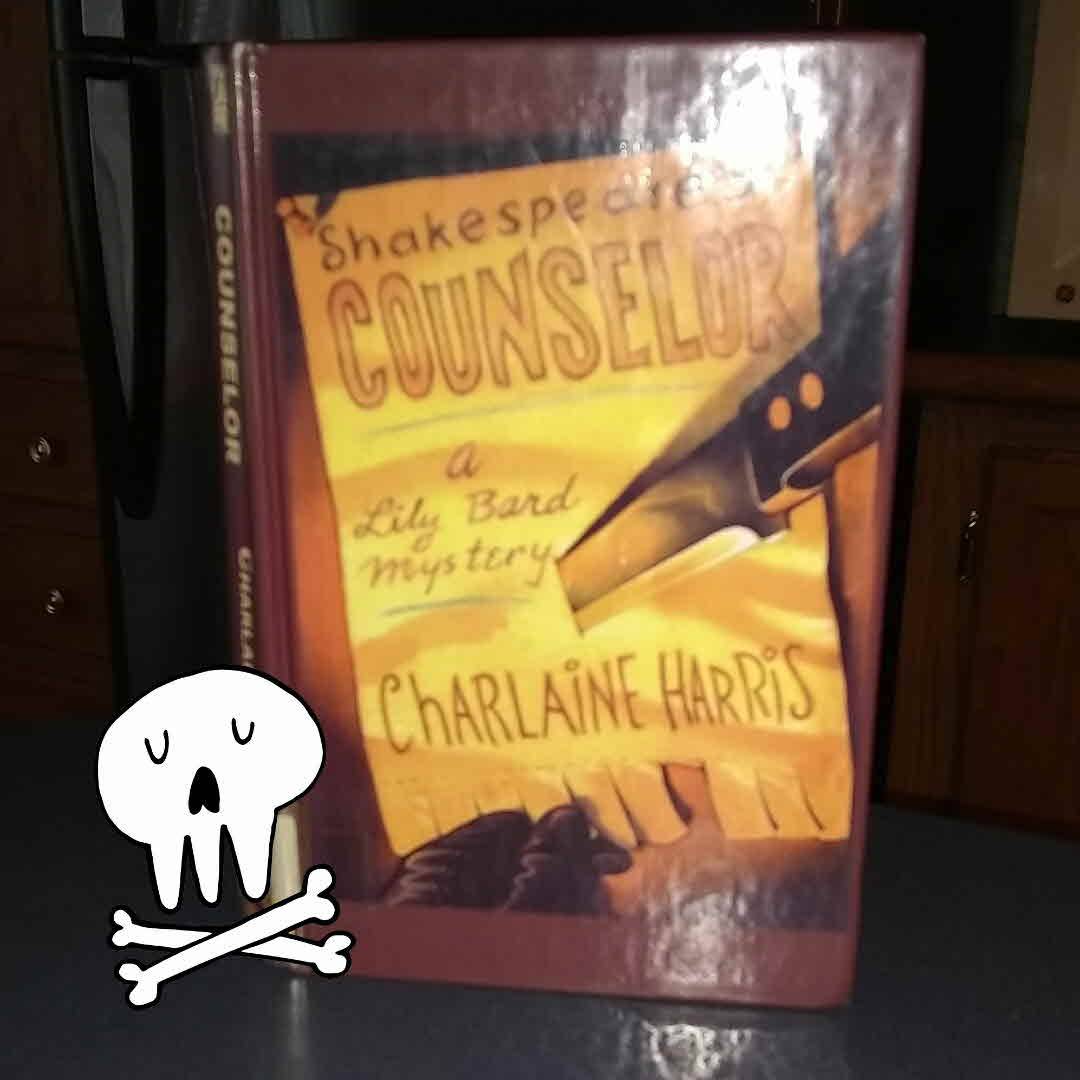 Shakespeare's
COUNSELOR
a
Lily Bard
Mystery
CHARLAINE HARRIS
COUNSELOR